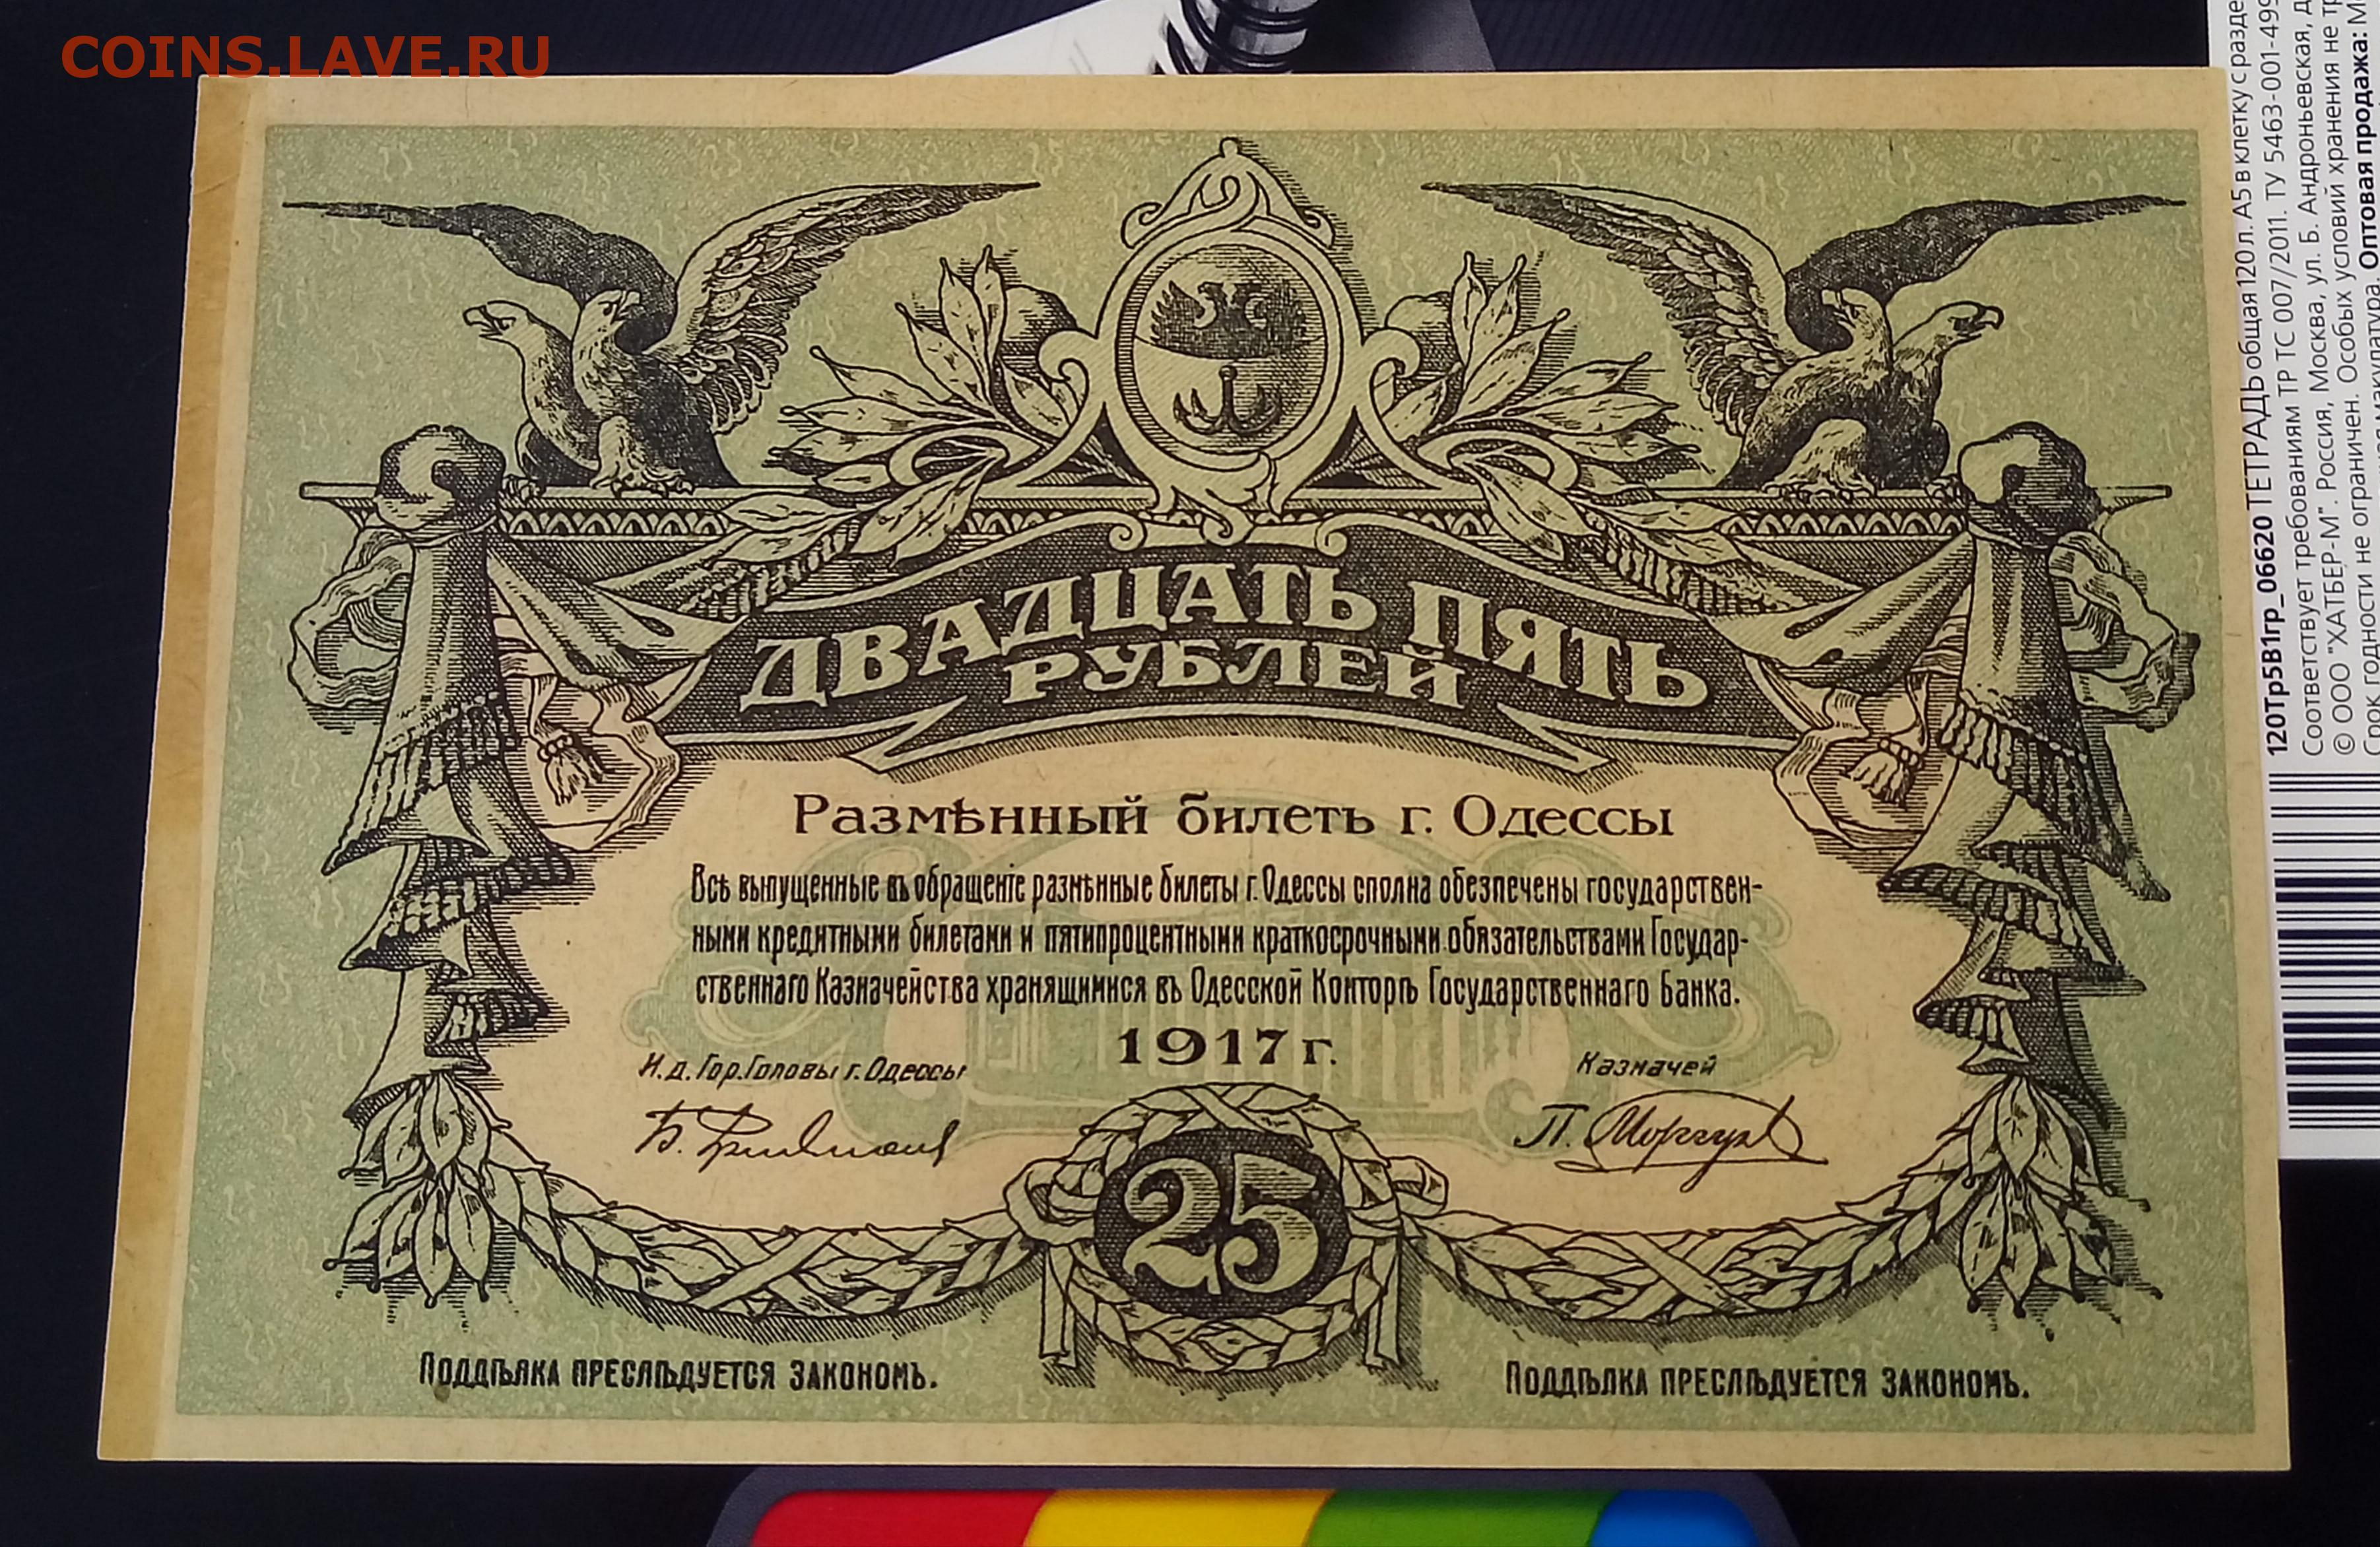 COINS.LAVE.RU
ДВАДЦАТЬ ПЯТЬ
РУБЛЕЙ
Размѣнный билетъ г. Одессы
Всѣ выпущенные въ обращеніе размѣнные билеты г. Одессы сполна обезпечены государствен-
ными кредитными билетами и пятипроцентными краткосрочными обязательствами Государ-
ственнаго Казначейства хранящимися въ Одесской Конторѣ Государственнаго Банка.
1917 г.
И. д. Гор. Головы г. Одессы
Казначей
Б.
П.
25
Поддѣлка преслѣдуется закономъ.
Поддѣлка преслѣдуется закономъ.
120Тр5В1гр_06620 ТЕТРАДЬ общая 120 л. А5 в клетку с
Соответствует требованиям ТР ТС 007/2011. ТУ 5463-001-499
© ООО "ХАТБЕР-М". Россия, Москва, ул. Б. Андроньевская,
Срок годности не ограничен. Особых условий хранения не
Оптовая продажа: